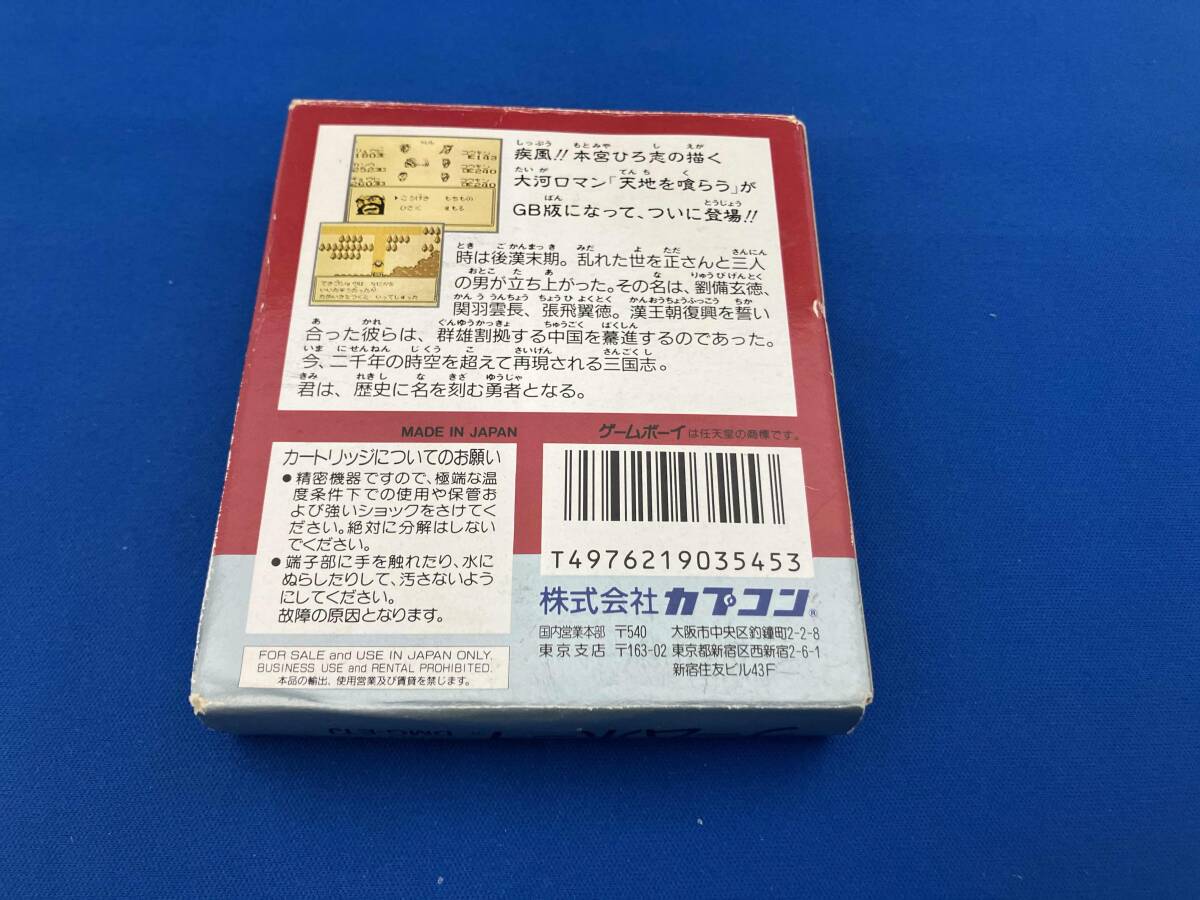 疾風!!本宮ひろ志の描く
大河ロマン「天地を喰らう」が
GB版になって、ついに登場!!
時は後漢末期。乱れた世を正さんと三人
の男が立ち上がった。その名は、劉備玄徳、
関羽雲長、張飛翼徳。漢王朝復興を誓い
合った彼らは、群雄割拠する中国を驀進するのであった。
今、二千年の時空を超えて再現される三国志。
君は、歴史に名を刻む勇者となる。
MADE IN JAPAN
ゲームボーイは任天堂の商標です。
カートリッジについてのお願い
●精密機器ですので、極端な温
度条件下での使用や保管お
よび強いショックをさけてく
ださい。絶対に分解はしない
でください。
●端子部に手を触れたり、水に
ぬらしたりして、汚さないよう
にしてください。
故障の原因となります。
FOR SALE and USE IN JAPAN ONLY.
BUSINESS USE and RENTAL PROHIBITED.
本品の輸出、使用営業及び賃貸を禁じます。
T4976219035453
株式会社 カプコン®
国内営業本部 〒540 大阪市中央区釣鐘町2-2-8
東京支店 〒163-02 東京都新宿区西新宿2-6-1
新宿住友ビル43F
DMG-ETJ